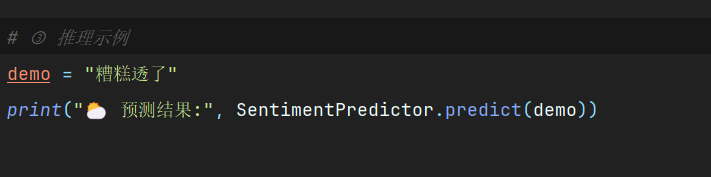 # ③ 推理示例
demo = "糟糕透了"
print("🌥️ 预测结果:", SentimentPredictor.predict(demo))